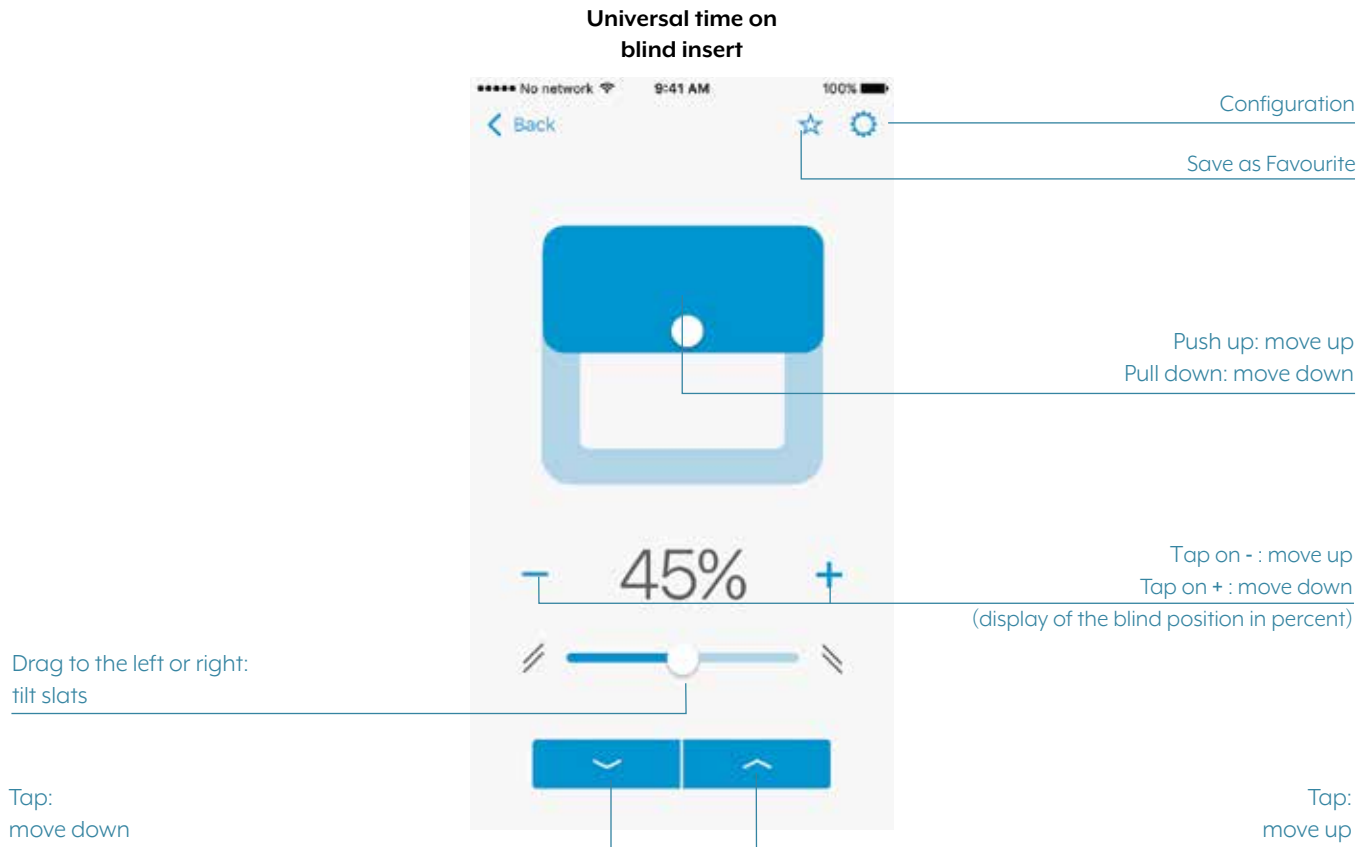 Universal time on
blind insert
No network 9:41 AM 100%
Back
Configuration
Save as Favourite
Push up: move up
Pull down: move down
45%
Tap on - : move up
Tap on + : move down
(display of the blind position in percent)
Drag to the left or right:
tilt slats
Tap:
move down
Tap:
move up